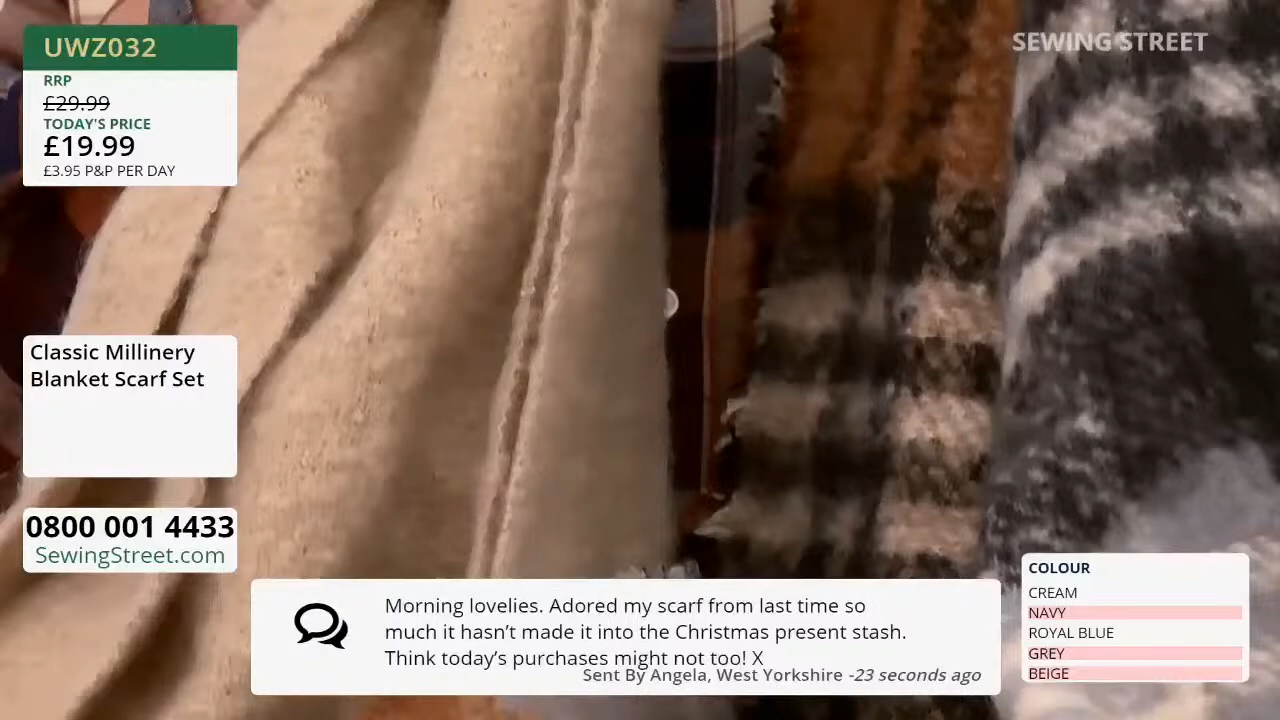 UWZ032
RRP
£29.99
TODAY'S PRICE
£19.99
£3.95 P&P PER DAY
SEWING STREET
Classic Millinery
Blanket Scarf Set
0800 001 4433
SewingStreet.com
Morning lovelies. Adored my scarf from last time so
much it hasn't made it into the Christmas present stash.
Think today's purchases might not too! X
Sent By Angela, West Yorkshire -23 seconds ago
COLOUR
CREAM
NAVY
ROYAL BLUE
GREY
BEIGE